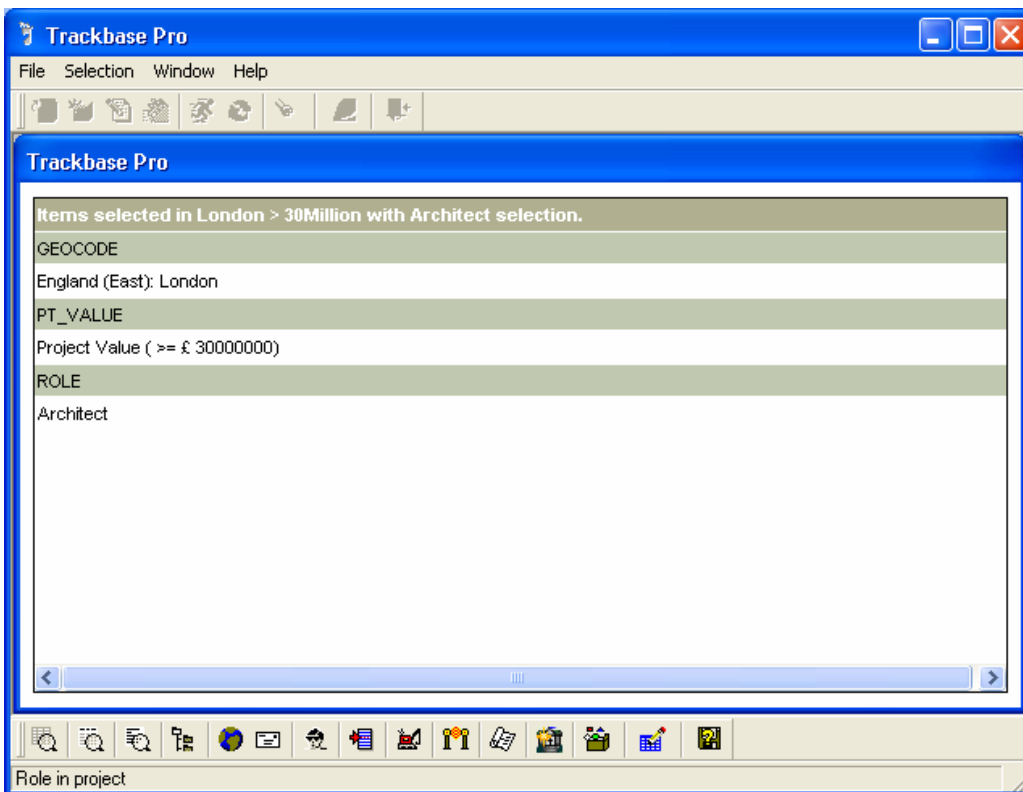 Trackbase Pro
File Selection Window Help
Trackbase Pro
Items selected in London > 30Million with Architect selection.
GEOCODE
England (East): London
PT_VALUE
Project Value ( >= £ 30000000)
ROLE
Architect
Role in project